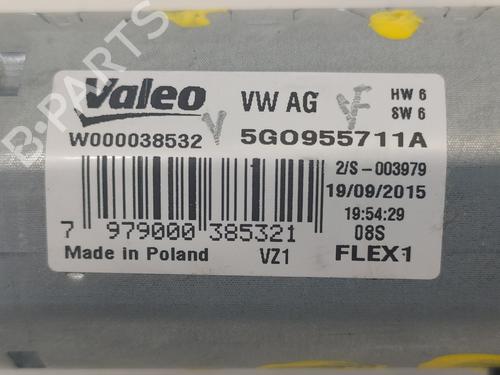 Valeo VW AG YF HW 6
SW 6
W000038532 V 5G0955711A
2/S-003979
19/09/2015
19:54:29
7 979000 385321 08S
Made in Poland VZ1 FLEX1
B-PARTS